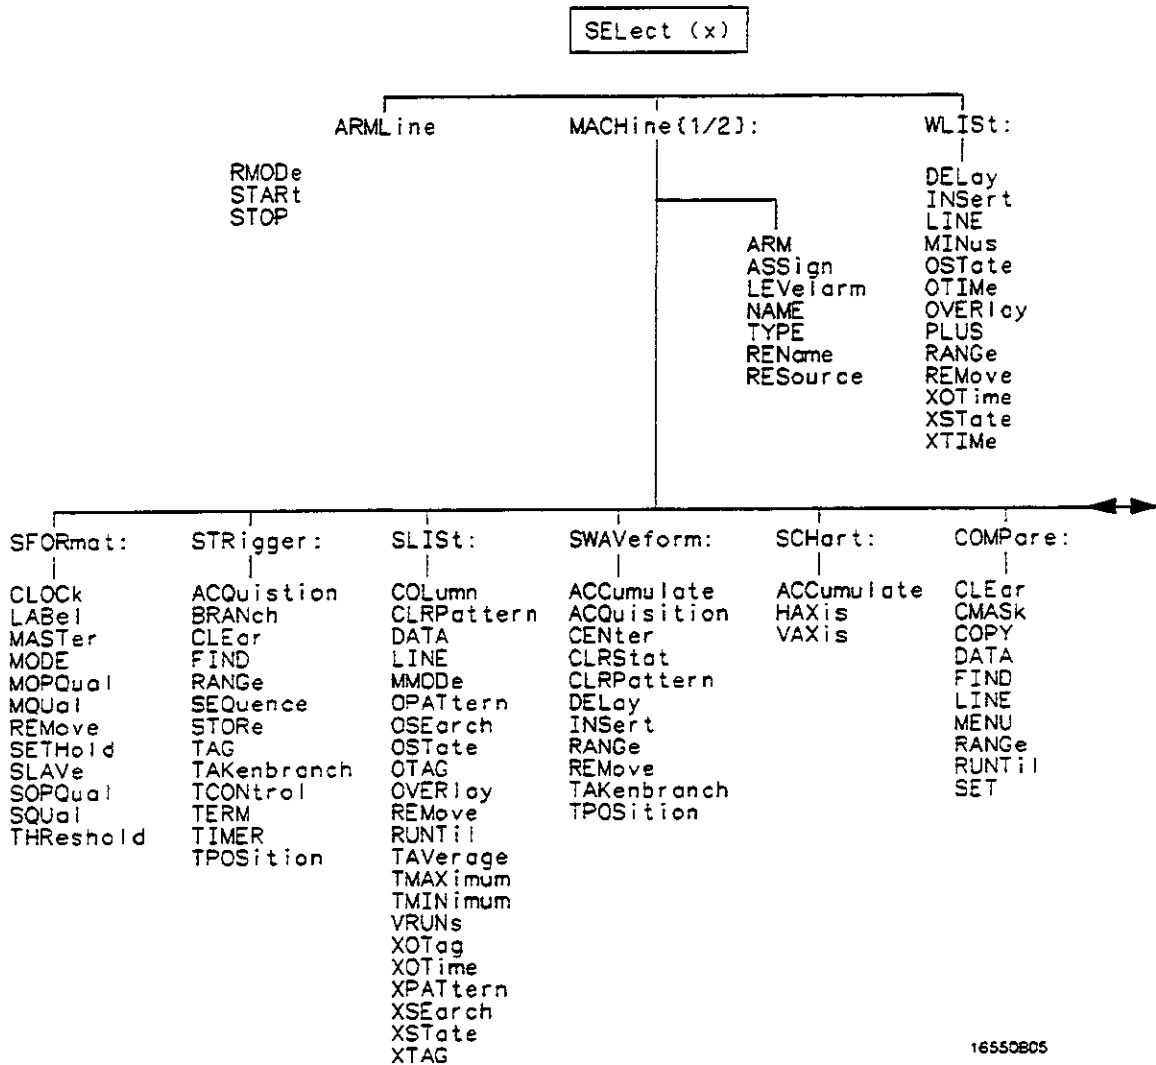 SELect (x)
ARMLine
MACHine{1/2}:
WLISt:
RMODe
STARt
STOP
DELay
INSert
LINE
MINus
OSTate
OTIMe
OVERlay
PLUS
RANGe
REMove
XOTime
XSTate
XTIMe
ARM
ASSign
LEVelarm
NAME
TYPE
REName
RESource
SFORmat:
CLOCk
LABel
MASTer
MODE
MOPQual
MQUal
REMove
SETHold
SLAVe
SOPQual
SQUal
THReshold
STRigger:
ACQuistion
BRANch
CLEar
FIND
RANGe
SEQuence
STORe
TAG
TAKenbranch
TCONtrol
TERM
TIMER
TPOSition
SLISt:
COLumn
CLRPattern
DATA
LINE
MMODe
OPATtern
OSEarch
OSTate
OTAG
OVERlay
REMove
RUNTil
TAVerage
TMAXimum
TMINimum
VRUNs
XOTag
XOTime
XPATtern
XSEarch
XSTate
XTAG
SWAVeform:
ACCumulate
ACQuisition
CENter
CLRStat
CLRPattern
DELay
INSert
RANGe
REMove
TAKenbranch
TPOSition
SCHart:
ACCumulate
HAXis
VAXis
COMPare:
CLEar
CMASk
COPY
DATA
FIND
LINE
MENU
RANGe
RUNTil
SET
16550B05